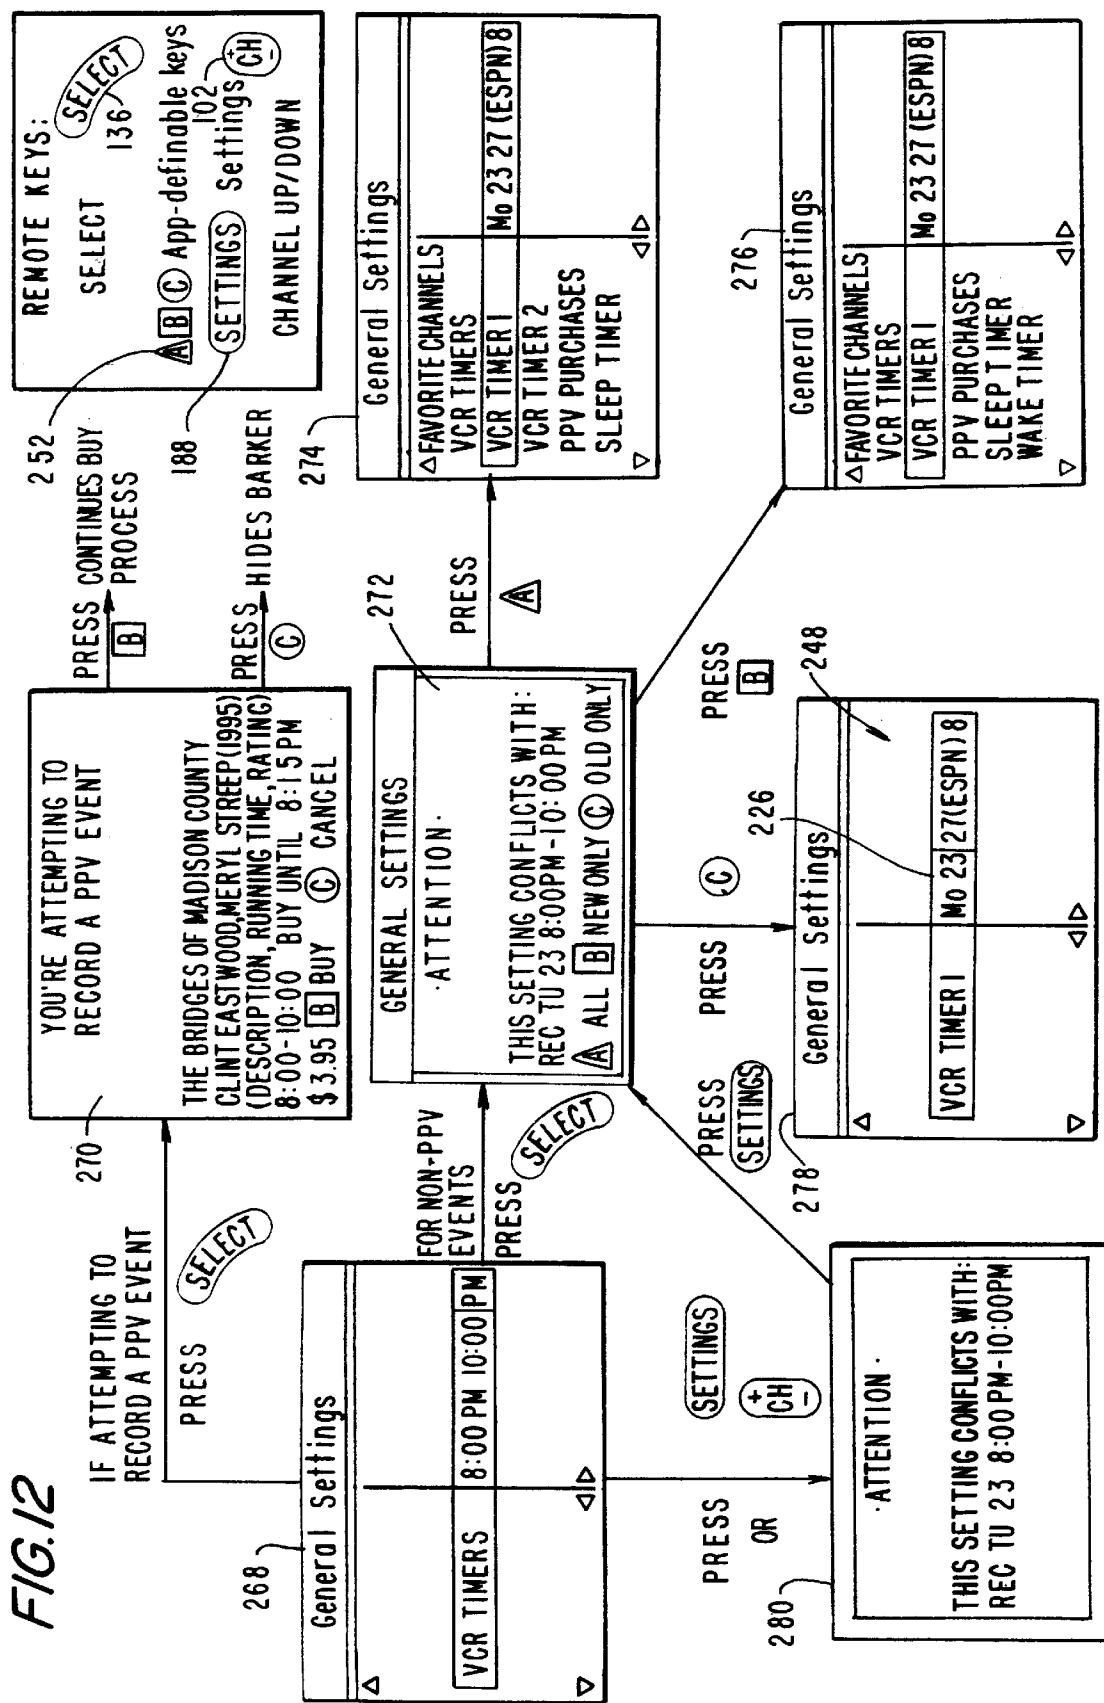 FIG.12
REMOTE KEYS:
SELECT
SELECT
136
A B C App-definable keys
252
102
SETTINGS Settings
188
+
CH
-
CHANNEL UP/DOWN
IF ATTEMPTING TO
RECORD A PPV EVENT
PRESS
SELECT
270
YOU'RE ATTEMPTING TO
RECORD A PPV EVENT
THE BRIDGES OF MADISON COUNTY
CLINT EASTWOOD, MERYL STREEP (1995)
(DESCRIPTION, RUNNING TIME, RATING)
8:00-10:00 BUY UNTIL 8:15PM
$ 3.95 B BUY C CANCEL
PRESS CONTINUES BUY
PROCESS
B
PRESS HIDES BARKER
C
268
General Settings
VCR TIMERS 8:00 PM 10:00 PM
FOR NON-PPV
EVENTS
PRESS
SELECT
GENERAL SETTINGS
272
·ATTENTION·
THIS SETTING CONFLICTS WITH:
REC TU 23 8:00PM-10:00PM
A ALL B NEW ONLY C OLD ONLY
PRESS
A
274
General Settings
FAVORITE CHANNELS
VCR TIMERS
VCR TIMER 1 Mo 23 27 (ESPN) 8
VCR TIMER 2
PPV PURCHASES
SLEEP TIMER
PRESS
OR
SETTINGS
+
CH
-
280
·ATTENTION·
THIS SETTING CONFLICTS WITH:
REC TU 23 8:00 PM-10:00PM
PRESS
SETTINGS
PRESS
C
278
General Settings
226
248
VCR TIMER 1 Mo 23 27(ESPN) 8
PRESS
B
276
General Settings
FAVORITE CHANNELS
VCR TIMERS
VCR TIMER 1 Mo 23 27 (ESPN) 8
PPV PURCHASES
SLEEP T IMER
WAKE TIMER